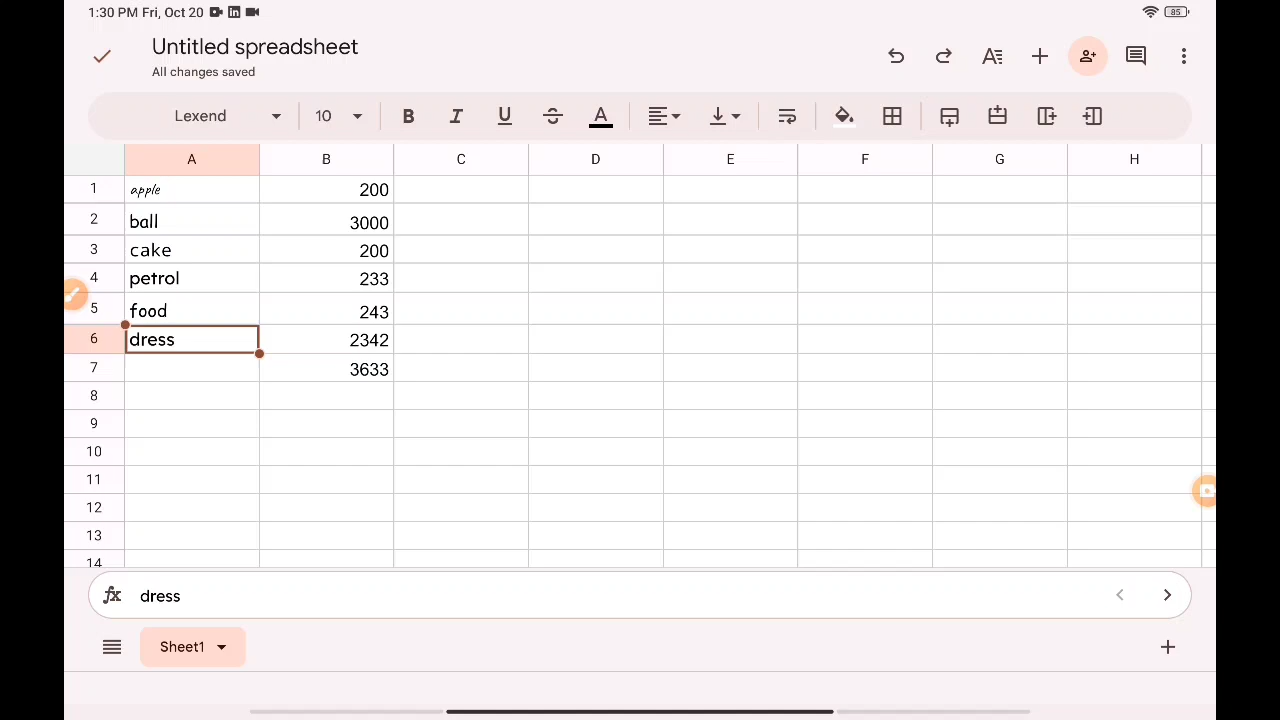 1:30 PM Fri, Oct 20 85
Untitled spreadsheet
All changes saved
Lexend 10 B I U S A
A B C D E F G H
1 apple 200
2 ball 3000
3 cake 200
4 petrol 233
5 food 243
6 dress 2342
7 3633
8
9
10
11
12
13
14
fx dress
Sheet1